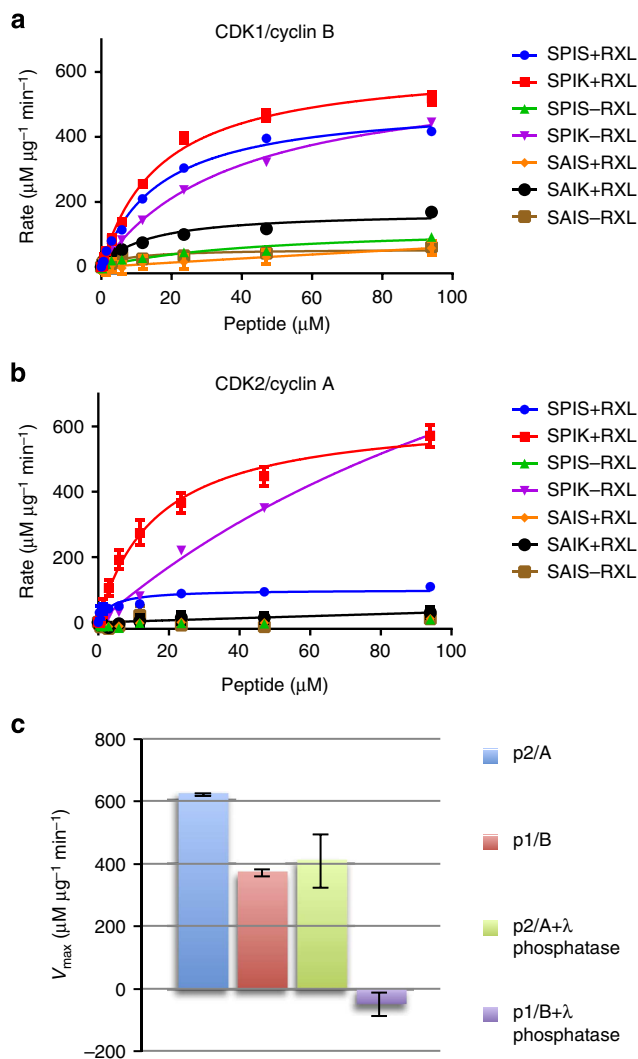 a
CDK1/cyclin B
Rate (μM μg⁻¹ min⁻¹)
600
400
200
0
0 20 40 60 80 100
Peptide (μM)
SPIS+RXL
SPIK+RXL
SPIS–RXL
SPIK–RXL
SAIS+RXL
SAIK+RXL
SAIS–RXL
b
CDK2/cyclin A
Rate (μM μg⁻¹ min⁻¹)
600
400
200
0
0 20 40 60 80 100
Peptide (μM)
SPIS+RXL
SPIK+RXL
SPIS–RXL
SPIK–RXL
SAIS+RXL
SAIK+RXL
SAIS–RXL
c
Vmax (μM μg⁻¹ min⁻¹)
800
600
400
200
0
–200
p2/A
p1/B
p2/A+λ
phosphatase
p1/B+λ
phosphatase